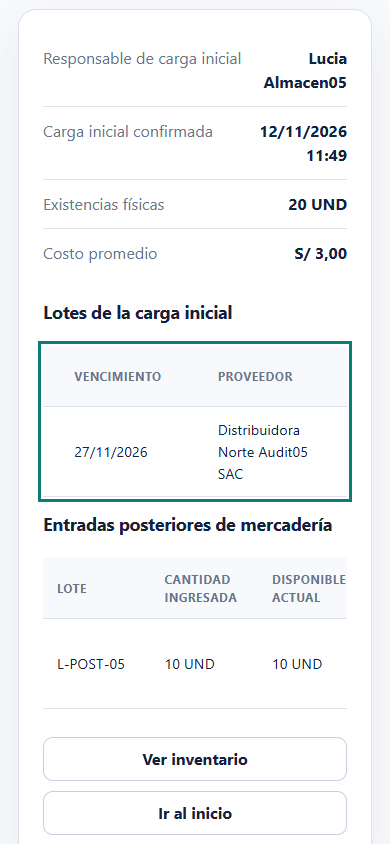 Responsable de carga inicial
Lucia
Almacen05
Carga inicial confirmada
12/11/2026
11:49
Existencias físicas
20 UND
Costo promedio
S/ 3,00
Lotes de la carga inicial
VENCIMIENTO
PROVEEDOR
27/11/2026
Distribuidora
Norte Audit05
SAC
Entradas posteriores de mercadería
LOTE
CANTIDAD
INGRESADA
DISPONIBLE
ACTUAL
L-POST-05
10 UND
10 UND
Ver inventario
Ir al inicio